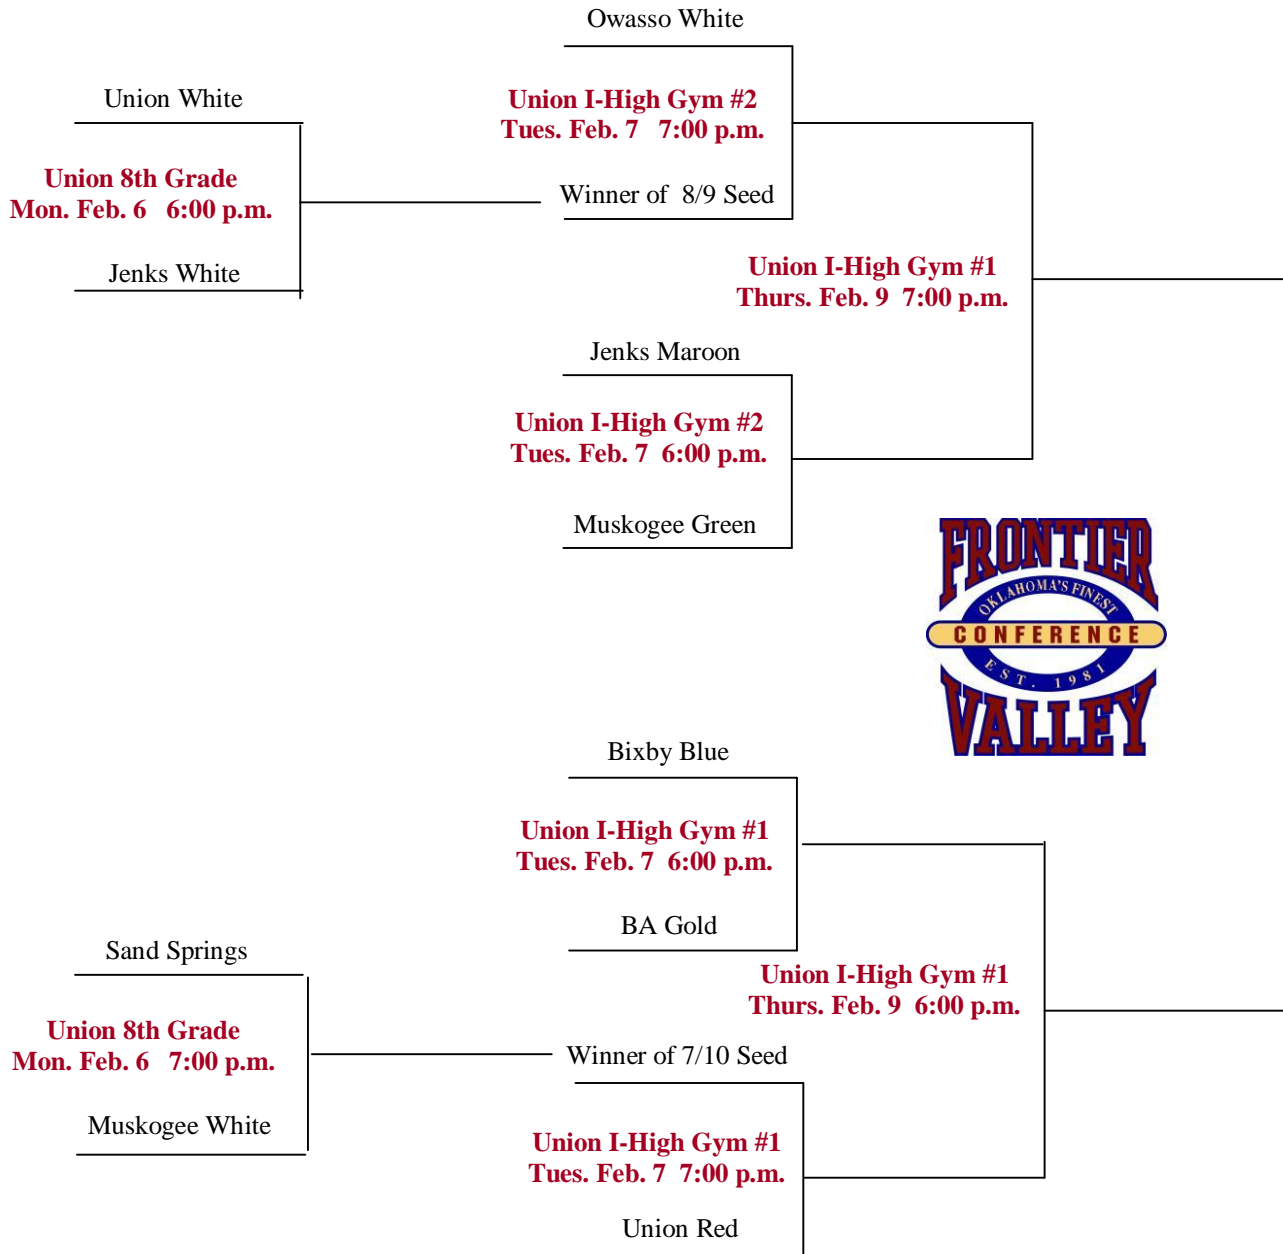 Owasso White
Union White
Union I-High Gym #2
Tues. Feb. 7 7:00 p.m.
Union 8th Grade
Mon. Feb. 6 6:00 p.m.
Winner of 8/9 Seed
Jenks White
Union I-High Gym #1
Thurs. Feb. 9 7:00 p.m.
Jenks Maroon
Union I-High Gym #2
Tues. Feb. 7 6:00 p.m.
Muskogee Green
FRONTIER
OKLAHOMA'S FINEST
CONFERENCE
EST. 1981
VALLEY
Bixby Blue
Union I-High Gym #1
Tues. Feb. 7 6:00 p.m.
BA Gold
Sand Springs
Union I-High Gym #1
Thurs. Feb. 9 6:00 p.m.
Union 8th Grade
Mon. Feb. 6 7:00 p.m.
Winner of 7/10 Seed
Muskogee White
Union I-High Gym #1
Tues. Feb. 7 7:00 p.m.
Union Red